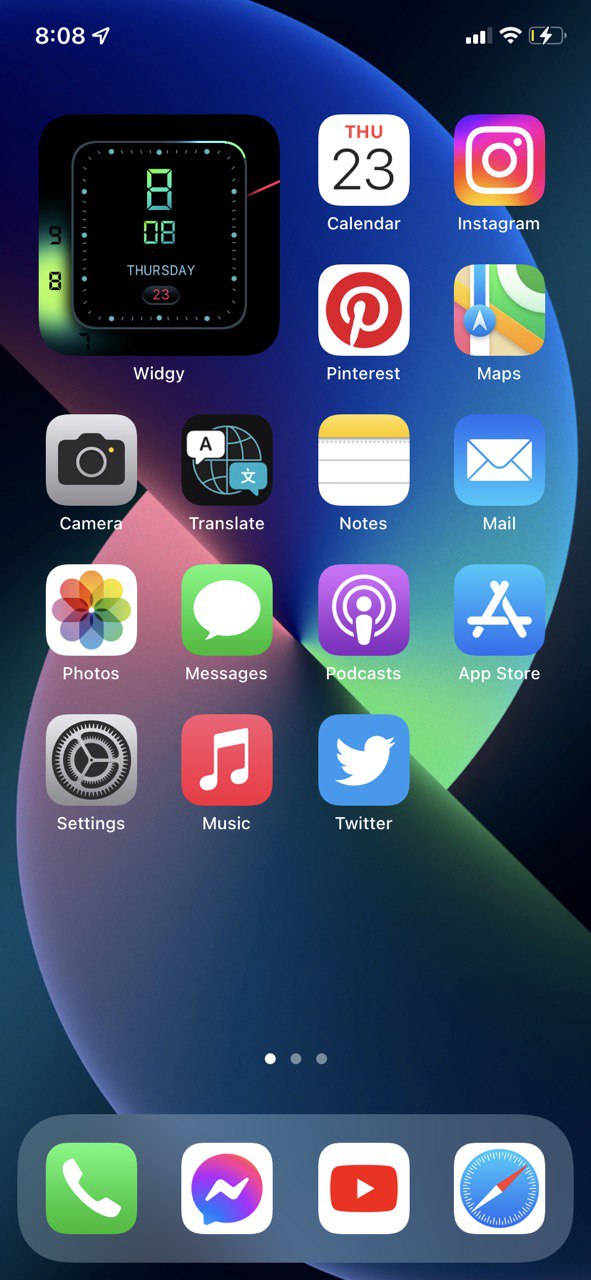 8:08
8
08
THURSDAY
23
9
8
7
Widgy
THU
23
Calendar
Instagram
Pinterest
Maps
A
文
Camera
Translate
Notes
Mail
Photos
Messages
Podcasts
App Store
Settings
Music
Twitter